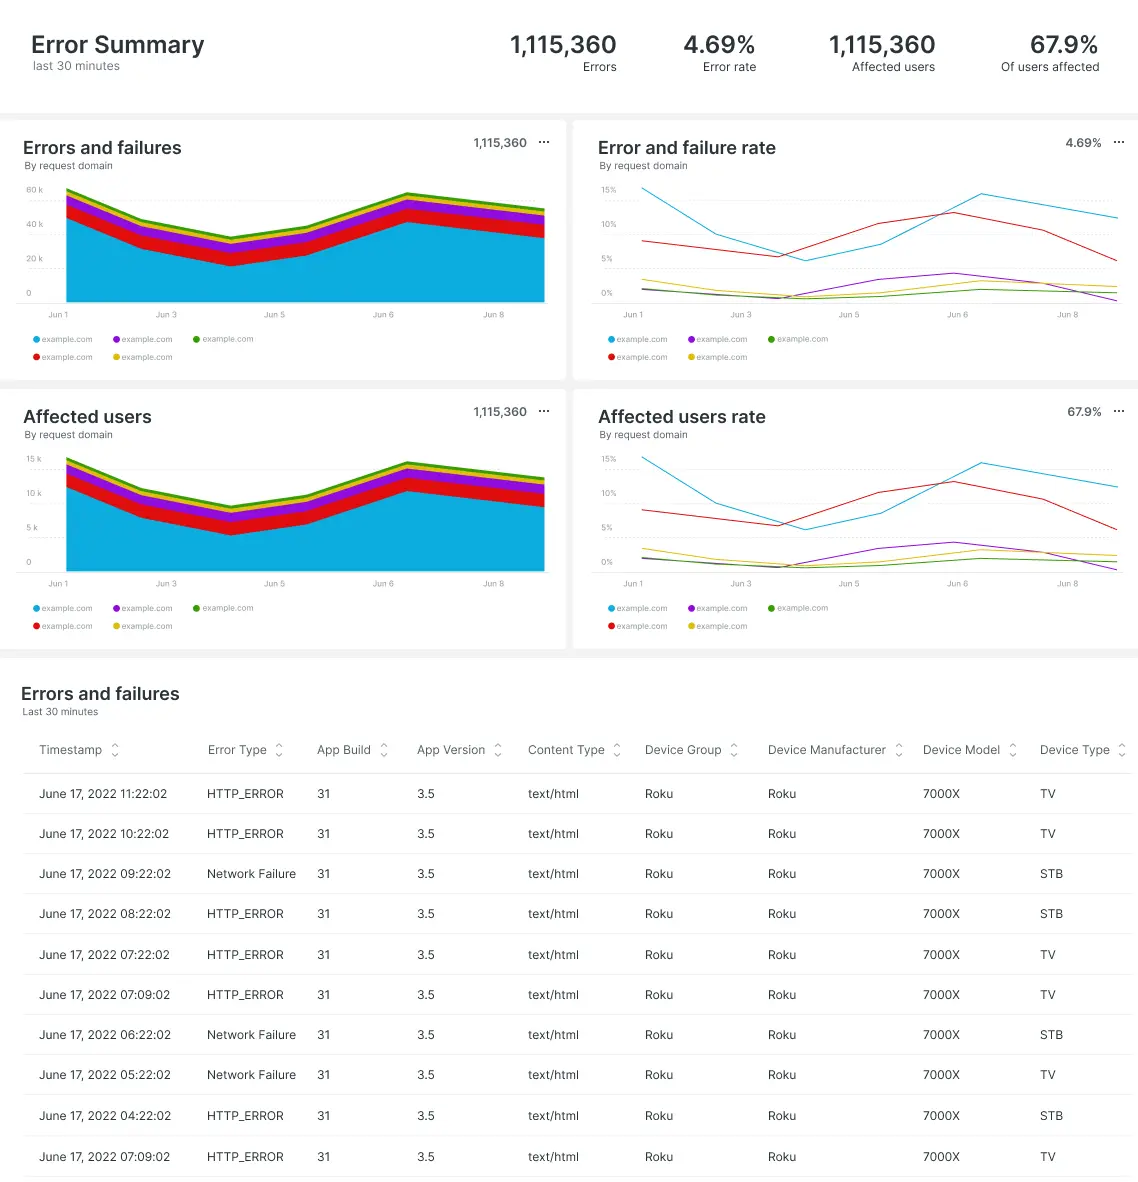 Error Summary
last 30 minutes
1,115,360
Errors
4.69%
Error rate
1,115,360
Affected users
67.9%
Of users affected
Errors and failures
By request domain
1,115,360 ...
60 k
40 k
20 k
0
Jun 1 Jun 3 Jun 5 Jun 6 Jun 8
example.com example.com example.com
example.com example.com
Error and failure rate
By request domain
4.69% ...
15%
10%
5%
0%
Jun 1 Jun 3 Jun 5 Jun 6 Jun 8
example.com example.com example.com
example.com example.com
Affected users
By request domain
1,115,360 ...
15 k
10 k
5 k
0
Jun 1 Jun 3 Jun 5 Jun 6 Jun 8
example.com example.com example.com
example.com example.com
Affected users rate
By request domain
67.9% ...
15%
10%
5%
0%
Jun 1 Jun 3 Jun 5 Jun 6 Jun 8
example.com example.com example.com
example.com example.com
Errors and failures
Last 30 minutes
Timestamp Error Type App Build App Version Content Type Device Group Device Manufacturer Device Model Device Type
June 17, 2022 11:22:02 HTTP_ERROR 31 3.5 text/html Roku Roku 7000X TV
June 17, 2022 10:22:02 HTTP_ERROR 31 3.5 text/html Roku Roku 7000X TV
June 17, 2022 09:22:02 Network Failure 31 3.5 text/html Roku Roku 7000X STB
June 17, 2022 08:22:02 HTTP_ERROR 31 3.5 text/html Roku Roku 7000X STB
June 17, 2022 07:22:02 HTTP_ERROR 31 3.5 text/html Roku Roku 7000X TV
June 17, 2022 07:09:02 HTTP_ERROR 31 3.5 text/html Roku Roku 7000X TV
June 17, 2022 06:22:02 Network Failure 31 3.5 text/html Roku Roku 7000X STB
June 17, 2022 05:22:02 Network Failure 31 3.5 text/html Roku Roku 7000X TV
June 17, 2022 04:22:02 HTTP_ERROR 31 3.5 text/html Roku Roku 7000X STB
June 17, 2022 07:09:02 HTTP_ERROR 31 3.5 text/html Roku Roku 7000X TV